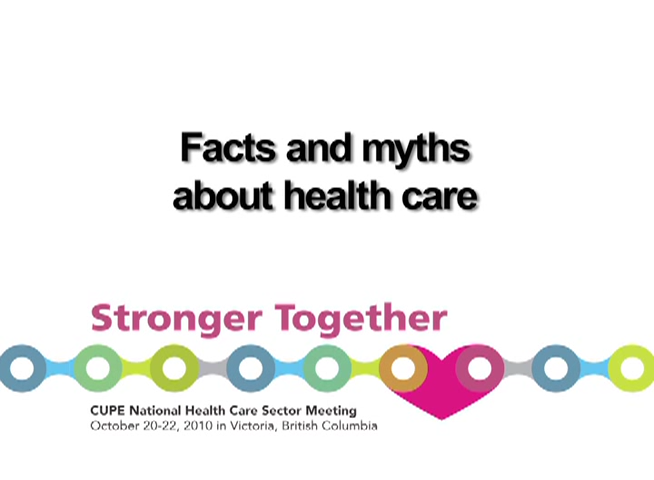 Facts and myths
about health care
Stronger Together
CUPE National Health Care Sector Meeting
October 20-22, 2010 in Victoria, British Columbia